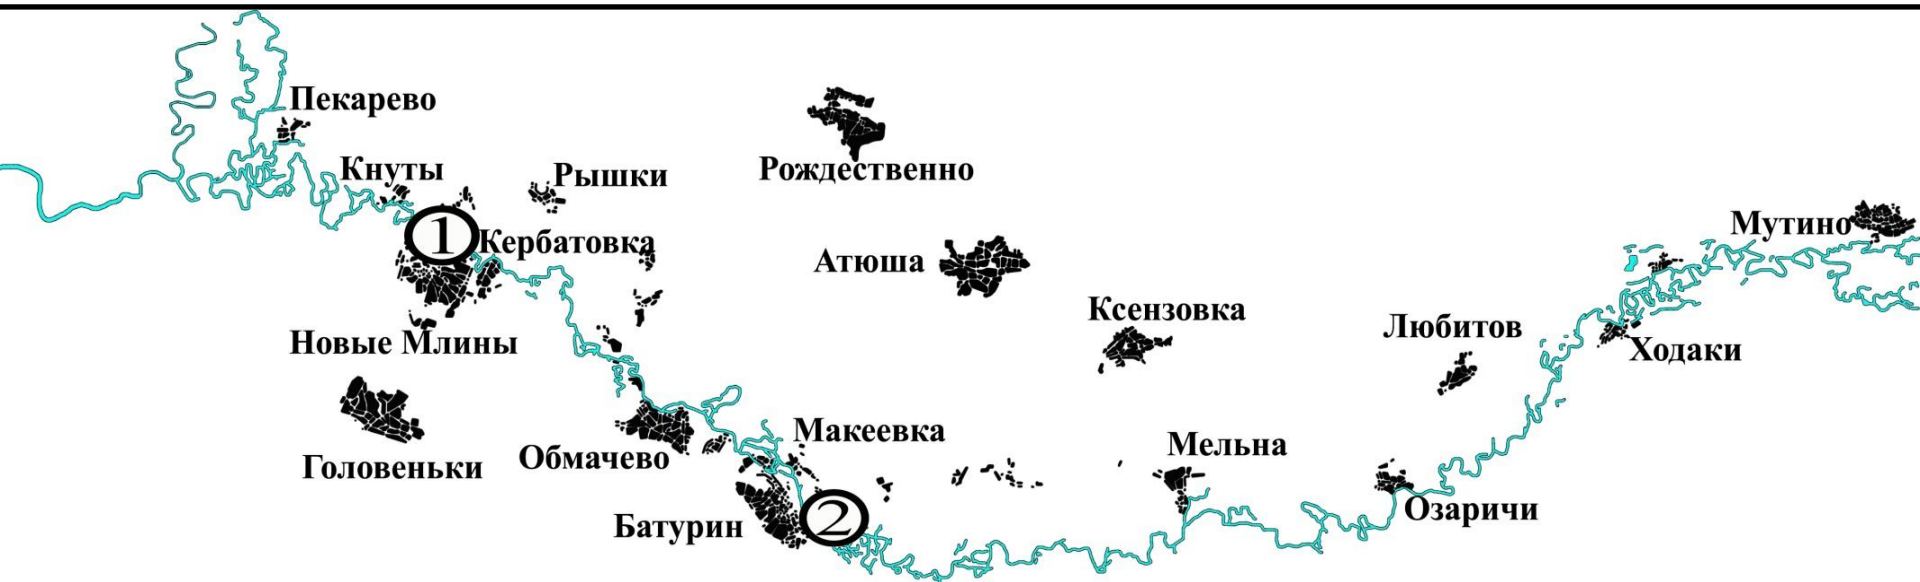 Пекарево
Кнуты
Рышки
Рождественно
1
Кербатовка
Мутино
Атюша
Ксензовка
Любитов
Ходаки
Новые Млины
Макеевка
Мельна
Обмачево
Головеньки
Батурин
2
Озаричи